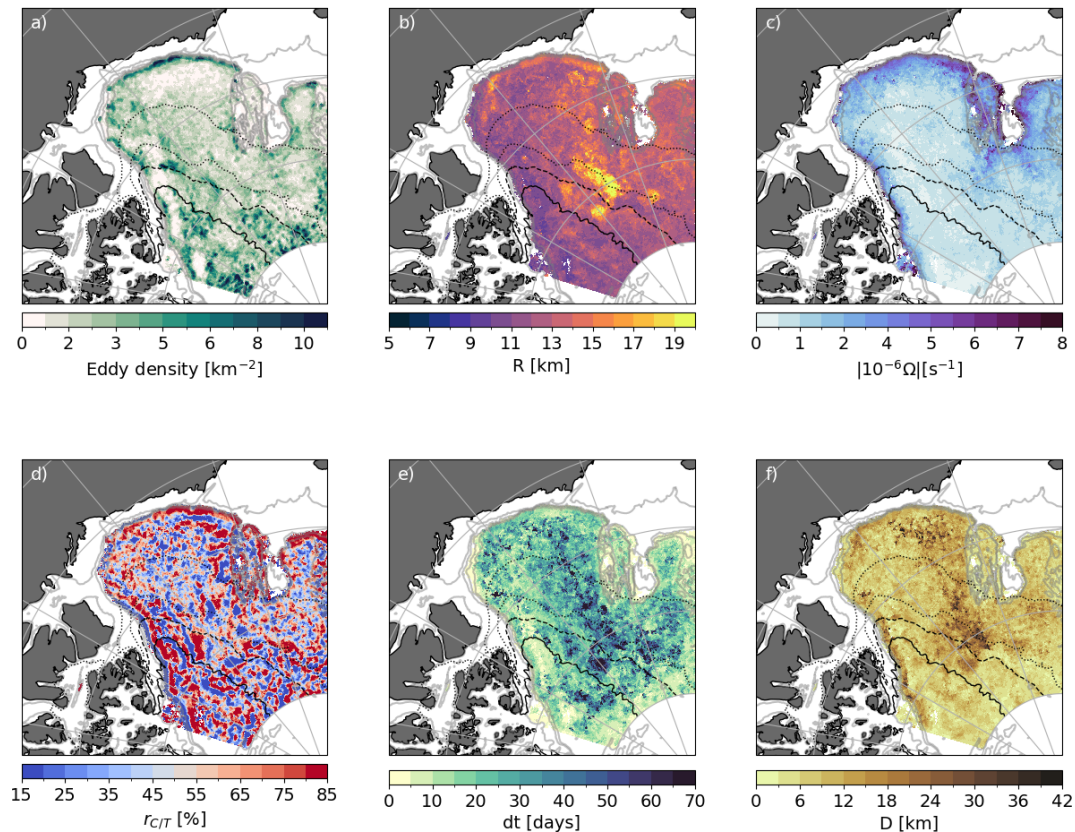 a)
b)
c)
0 2 4 6 8 10
Eddy density [km⁻²]
5 7 9 11 13 15 17 19
R [km]
0 1 2 3 4 5 6 7 8
|10⁻⁶Ω|[s⁻¹]
d)
e)
f)
15 25 35 45 55 65 75 85
r_C/T [%]
0 10 20 30 40 50 60 70
dt [days]
0 6 12 18 24 30 36 42
D [km]